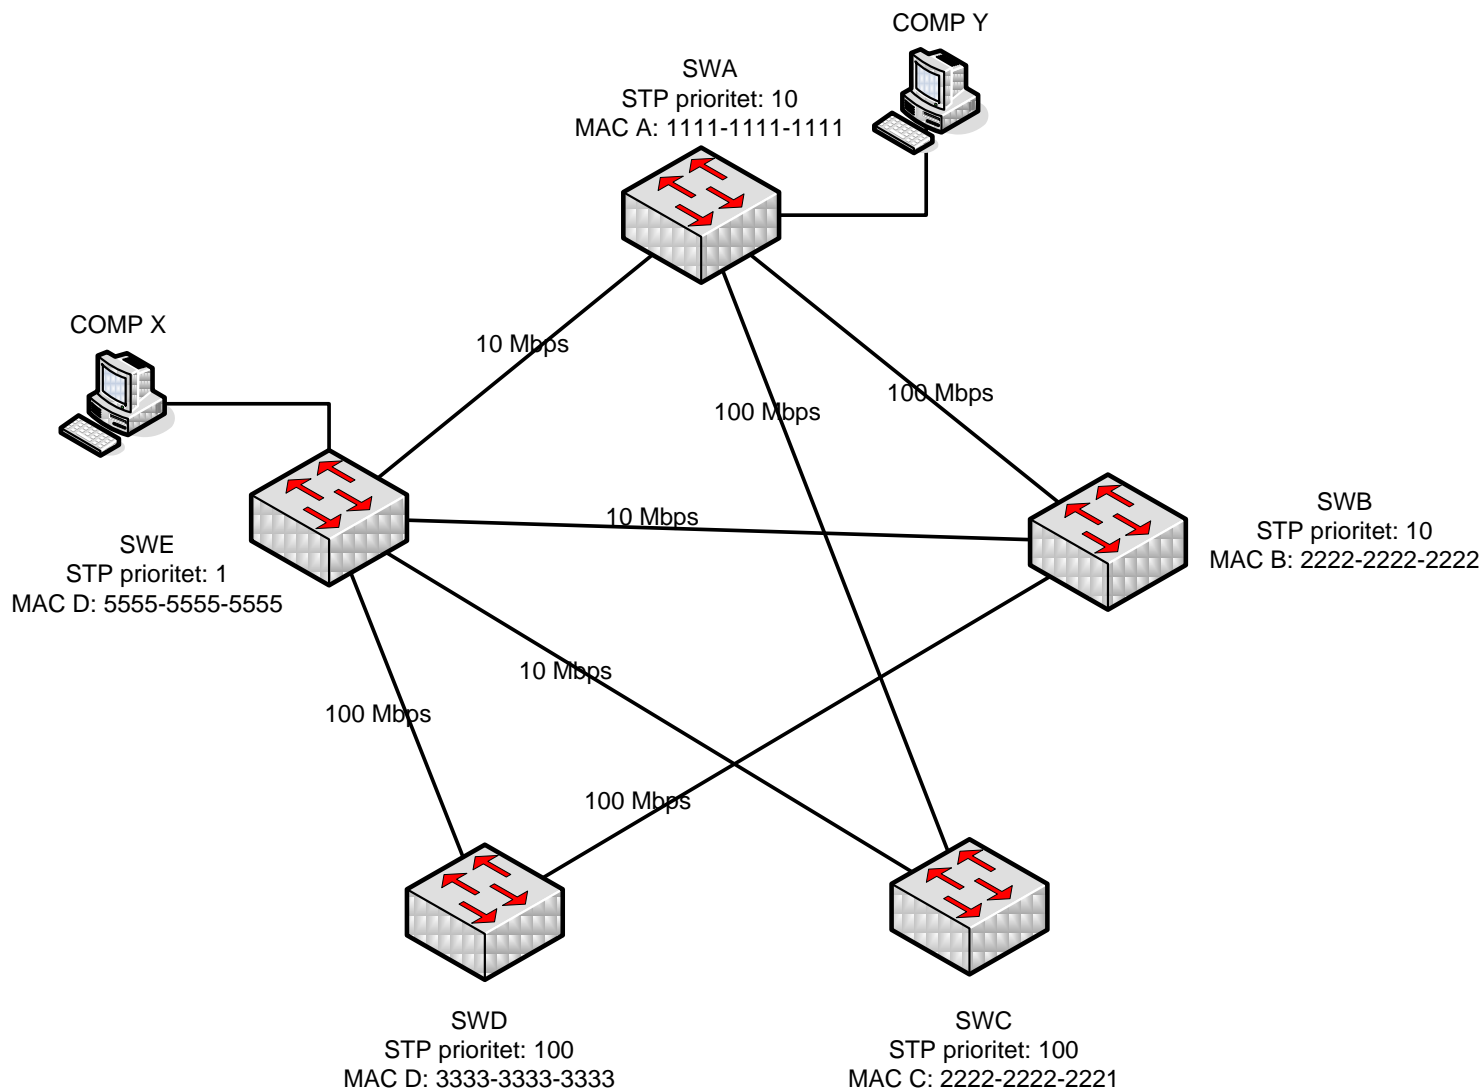 COMP Y
SWA
STP prioritet: 10
MAC A: 1111-1111-1111
COMP X
10 Mbps
100 Mbps
100 Mbps
SWB
STP prioritet: 10
MAC B: 2222-2222-2222
10 Mbps
SWE
STP prioritet: 1
MAC D: 5555-5555-5555
10 Mbps
100 Mbps
100 Mbps
SWD
STP prioritet: 100
MAC D: 3333-3333-3333
SWC
STP prioritet: 100
MAC C: 2222-2222-2221